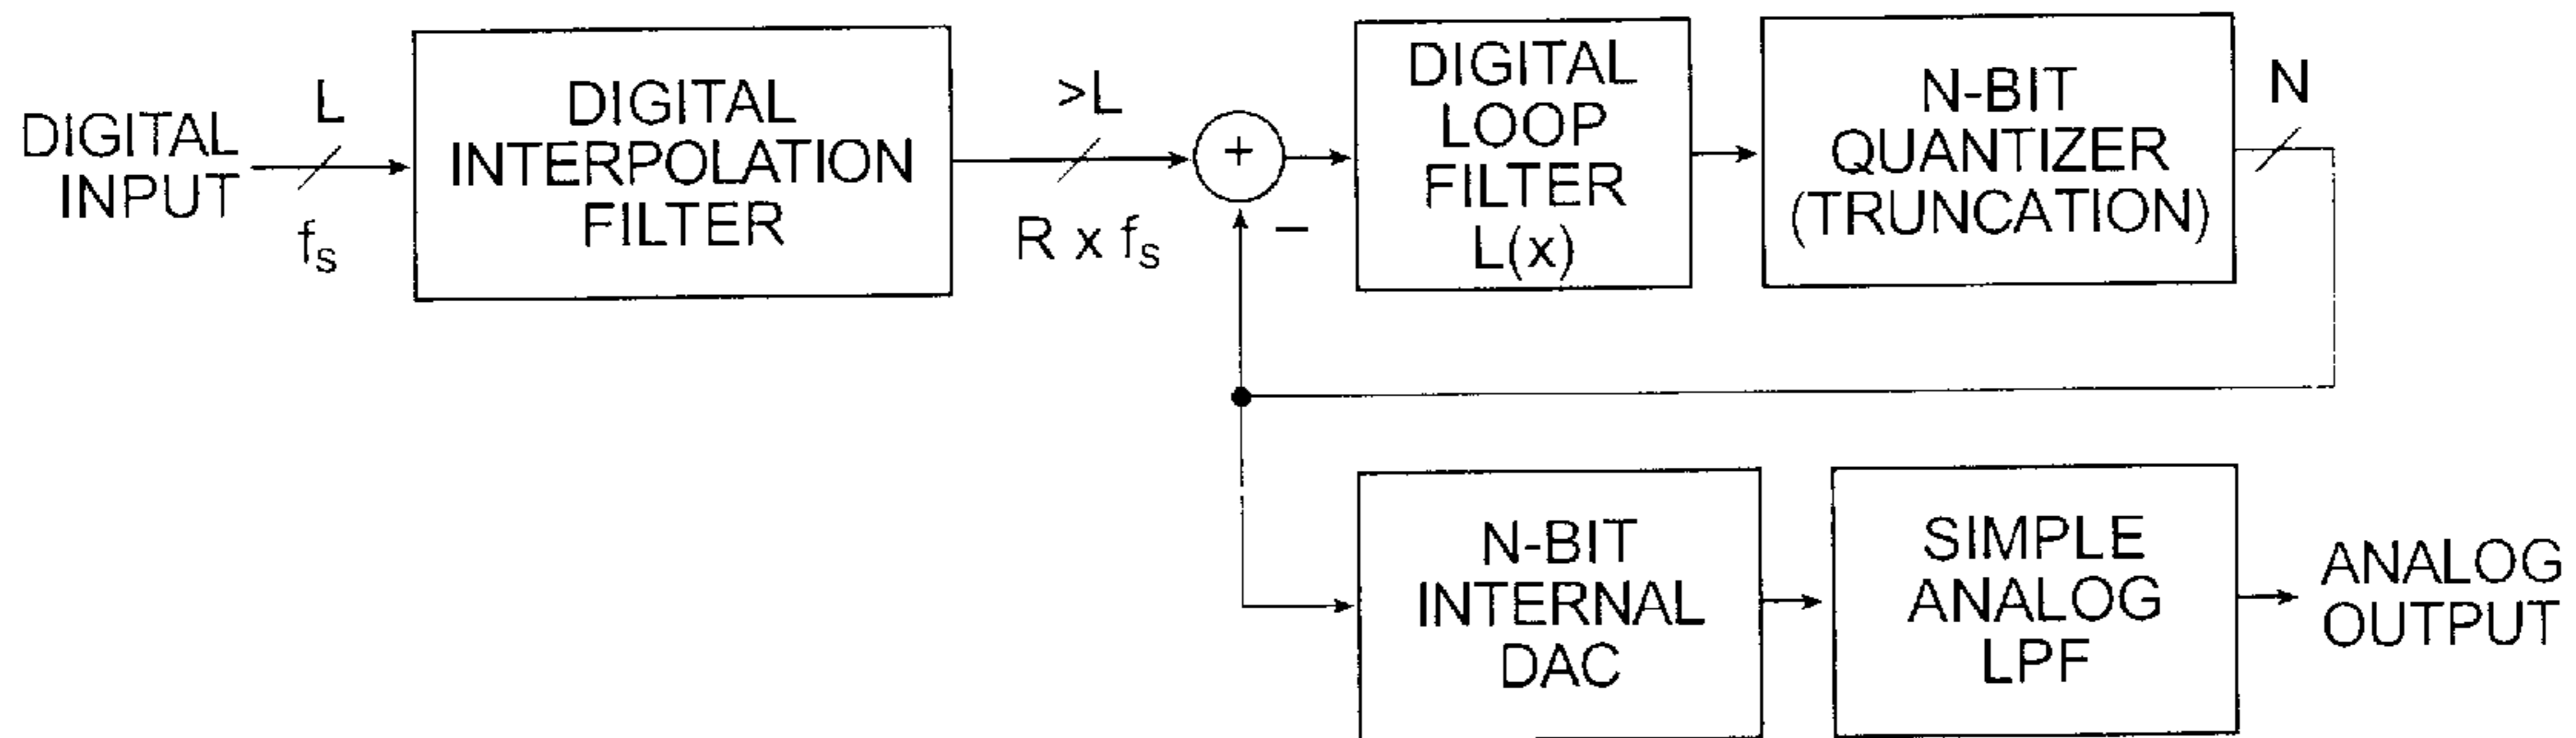 DIGITAL
INPUT
L
fs
DIGITAL
INTERPOLATION
FILTER
>L
R x fs
+
−
DIGITAL
LOOP
FILTER
L(x)
N-BIT
QUANTIZER
(TRUNCATION)
N
N-BIT
INTERNAL
DAC
SIMPLE
ANALOG
LPF
ANALOG
OUTPUT